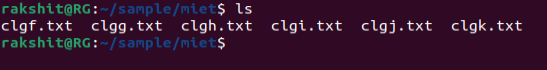 rakshit@RG:~/sample/miet$ ls
clgf.txt  clgg.txt  clgh.txt  clgi.txt  clgj.txt  clgk.txt
rakshit@RG:~/sample/miet$